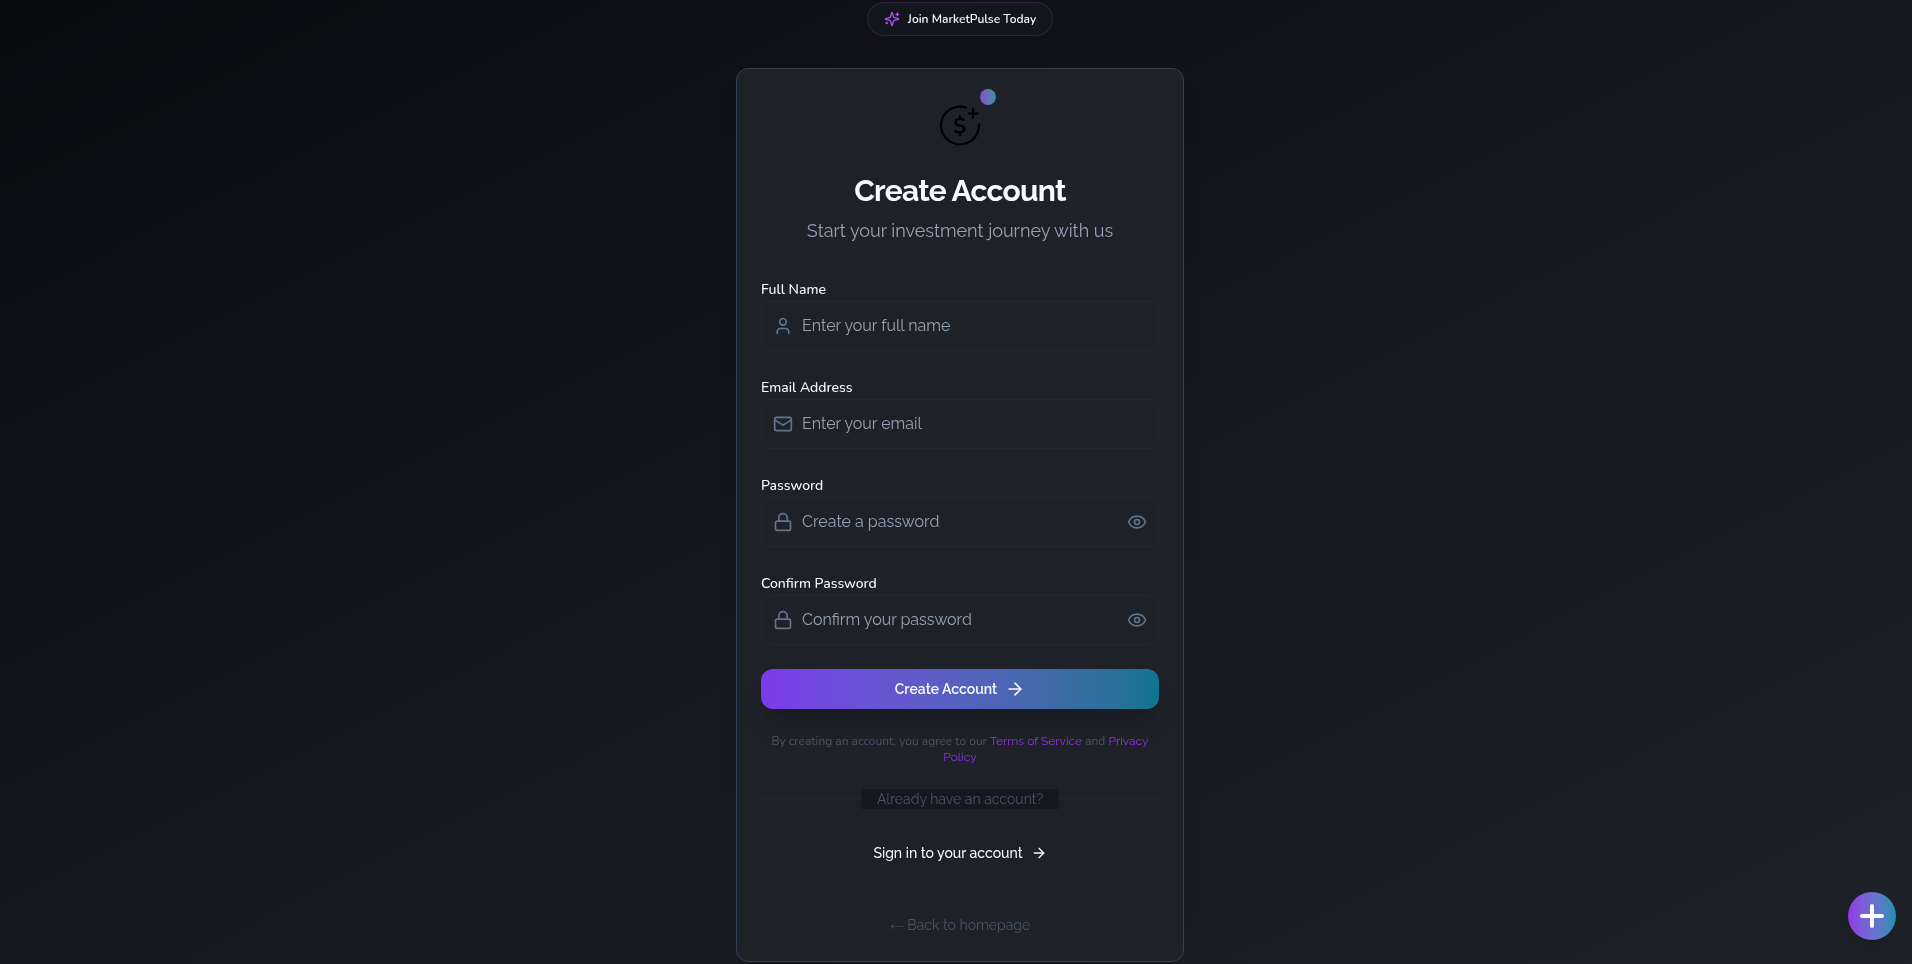 Join MarketPulse Today
$+
Create Account
Start your investment journey with us
Full Name
Enter your full name
Email Address
Enter your email
Password
Create a password
Confirm Password
Confirm your password
Create Account →
By creating an account, you agree to our Terms of Service and Privacy
Policy
Already have an account?
Sign in to your account →
← Back to homepage